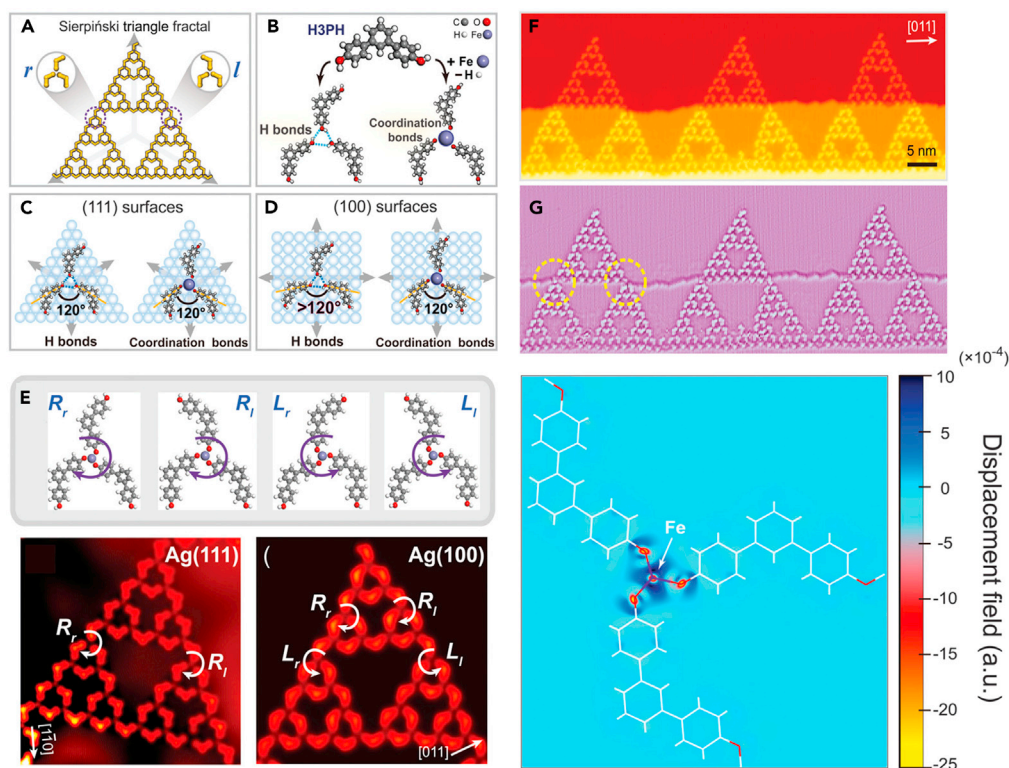 A
Sierpiński triangle fractal
r
l
B
H3PH
C O
H Fe
+ Fe
−H
H bonds
Coordination
bonds
C
(111) surfaces
120°
120°
H bonds
Coordination bonds
D
(100) surfaces
>120°
120°
H bonds
Coordination bonds
E
Rr
Rl
Lr
Ll
Ag(111)
Rr
Rl
[11̅0]
(
Ag(100)
Rr
Rl
Lr
Ll
[011]
F
[011]
5 nm
G
(×10⁻⁴)
Fe
10
5
0
-5
-10
-15
-20
-25
Displacement field (a.u.)